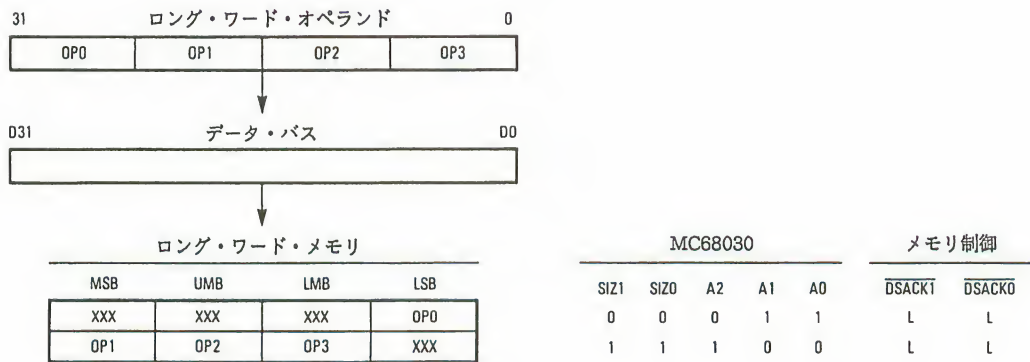 31 ロング・ワード・オペランド 0
OP0 OP1 OP2 OP3
D31 データ・バス D0
ロング・ワード・メモリ
MSB UMB LMB LSB
XXX XXX XXX OP0
OP1 OP2 OP3 XXX
MC68030 メモリ制御
SIZ1 SIZ0 A2 A1 A0 DSACK1 DSACK0
0 0 0 1 1 L L
1 1 1 0 0 L L